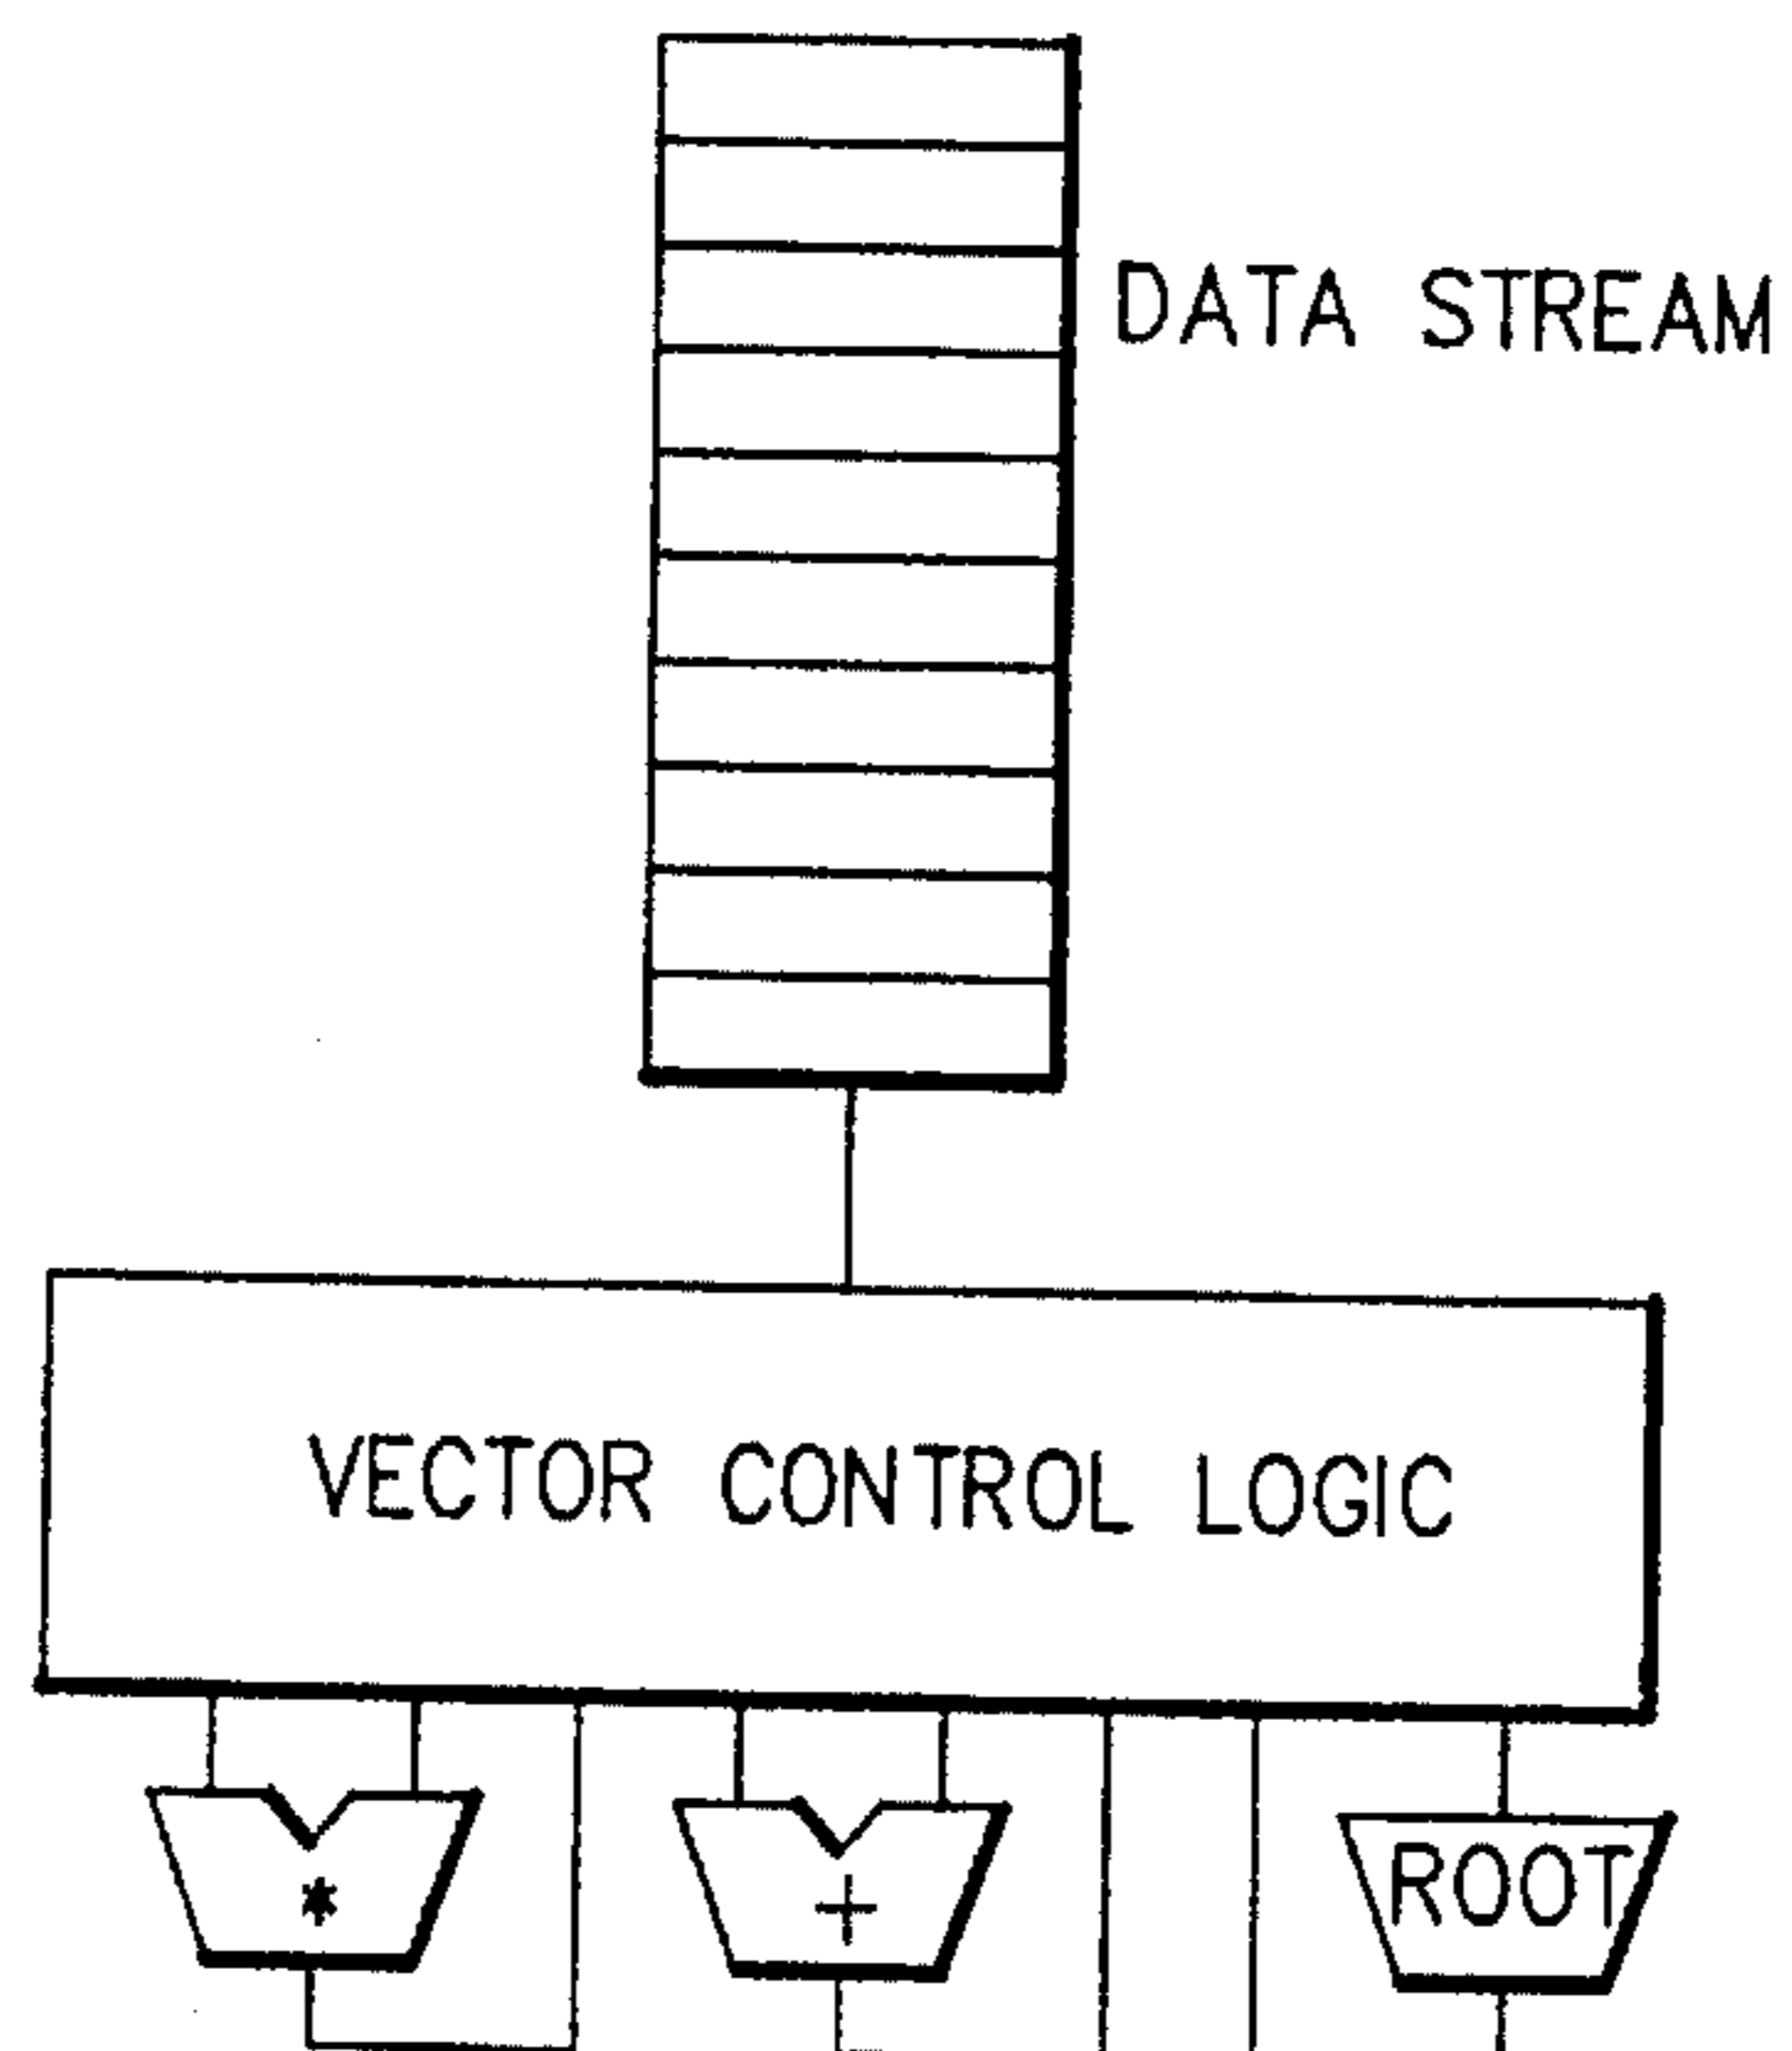 DATA STREAM
VECTOR CONTROL LOGIC
*
+
ROOT